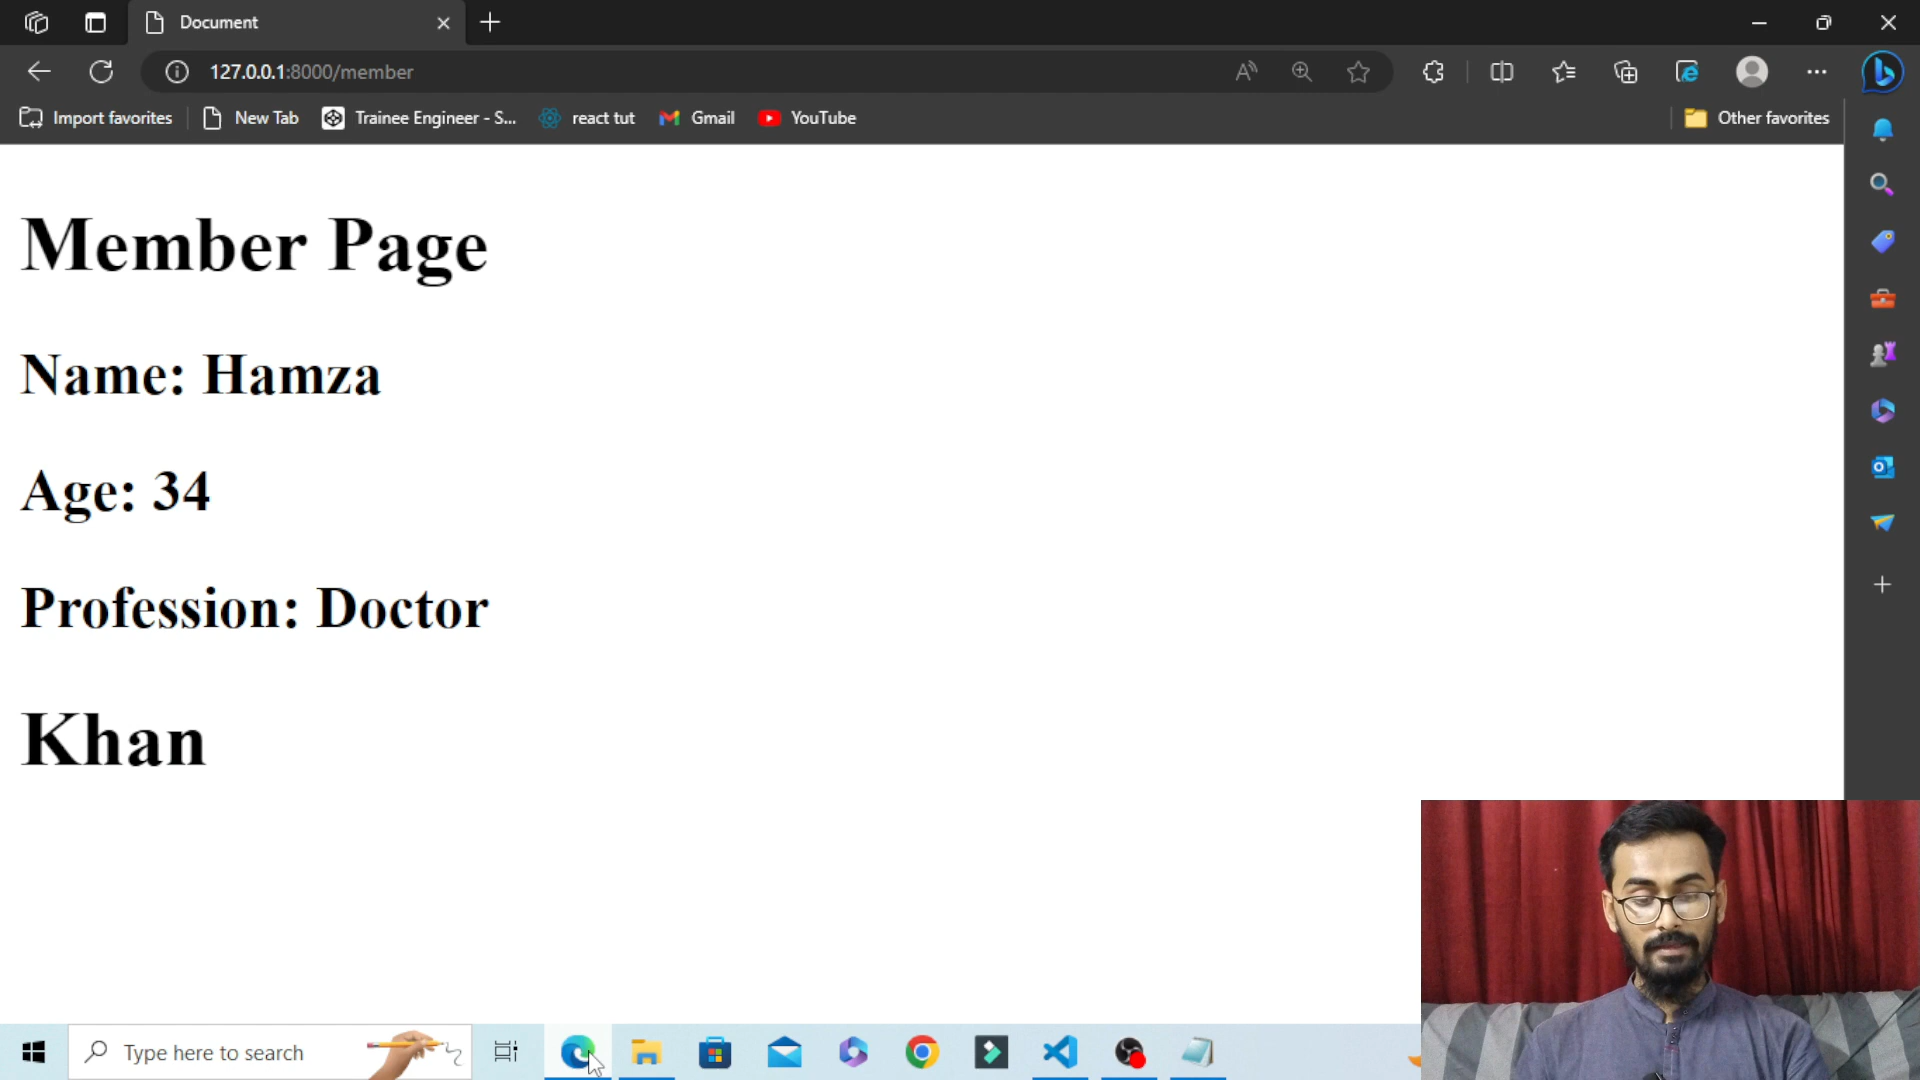 Document
127.0.0.1:8000/member
Import favorites
New Tab
Trainee Engineer - S...
react tut
Gmail
YouTube
Other favorites
Member Page
Name: Hamza
Age: 34
Profession: Doctor
Khan
Type here to search